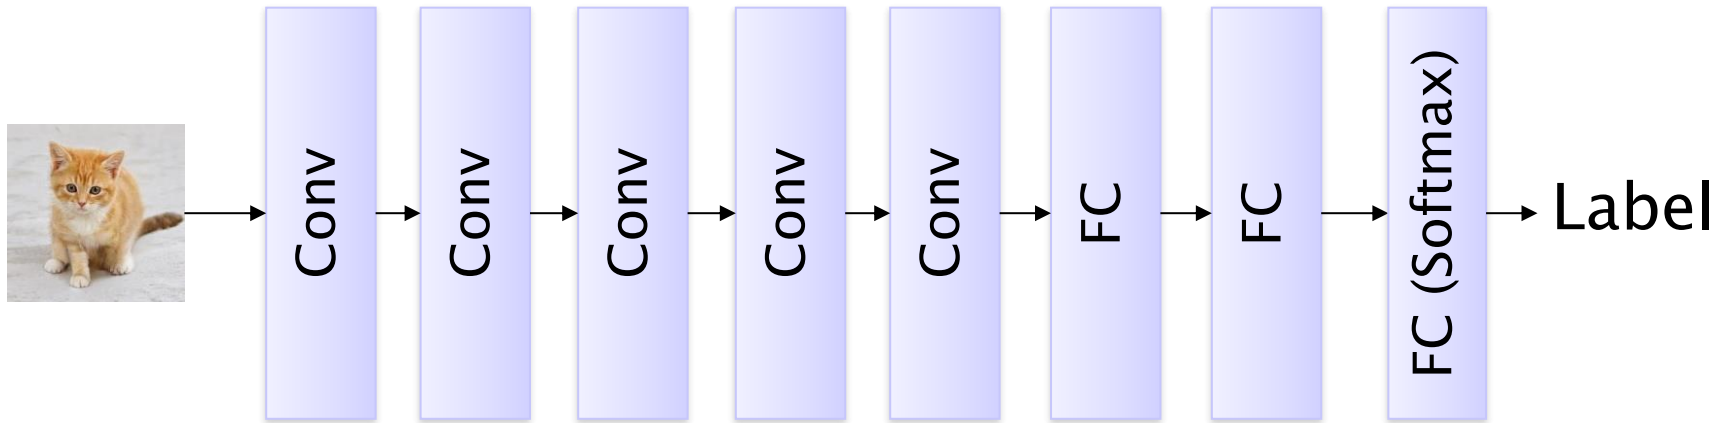 Conv
Conv
Conv
Conv
Conv
FC
FC
FC (Softmax)
Label